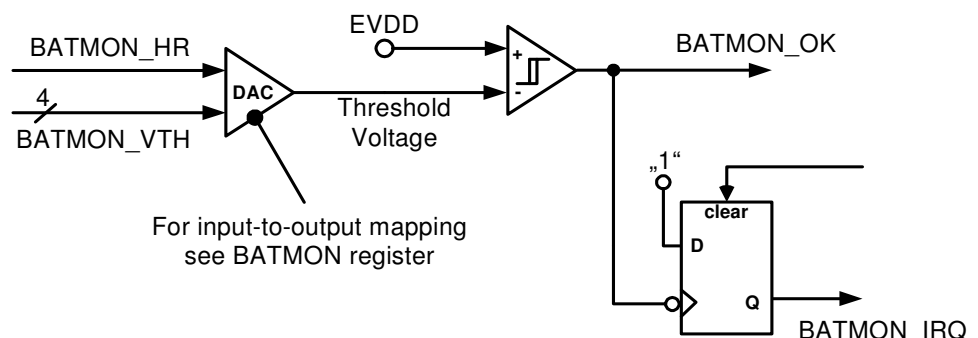 EVDD
BATMON_HR
BATMON_OK
+
DAC
-
4
Threshold
Voltage
BATMON_VTH
„1“
clear
For input-to-output mapping
see BATMON register
D
Q
BATMON_IRQ